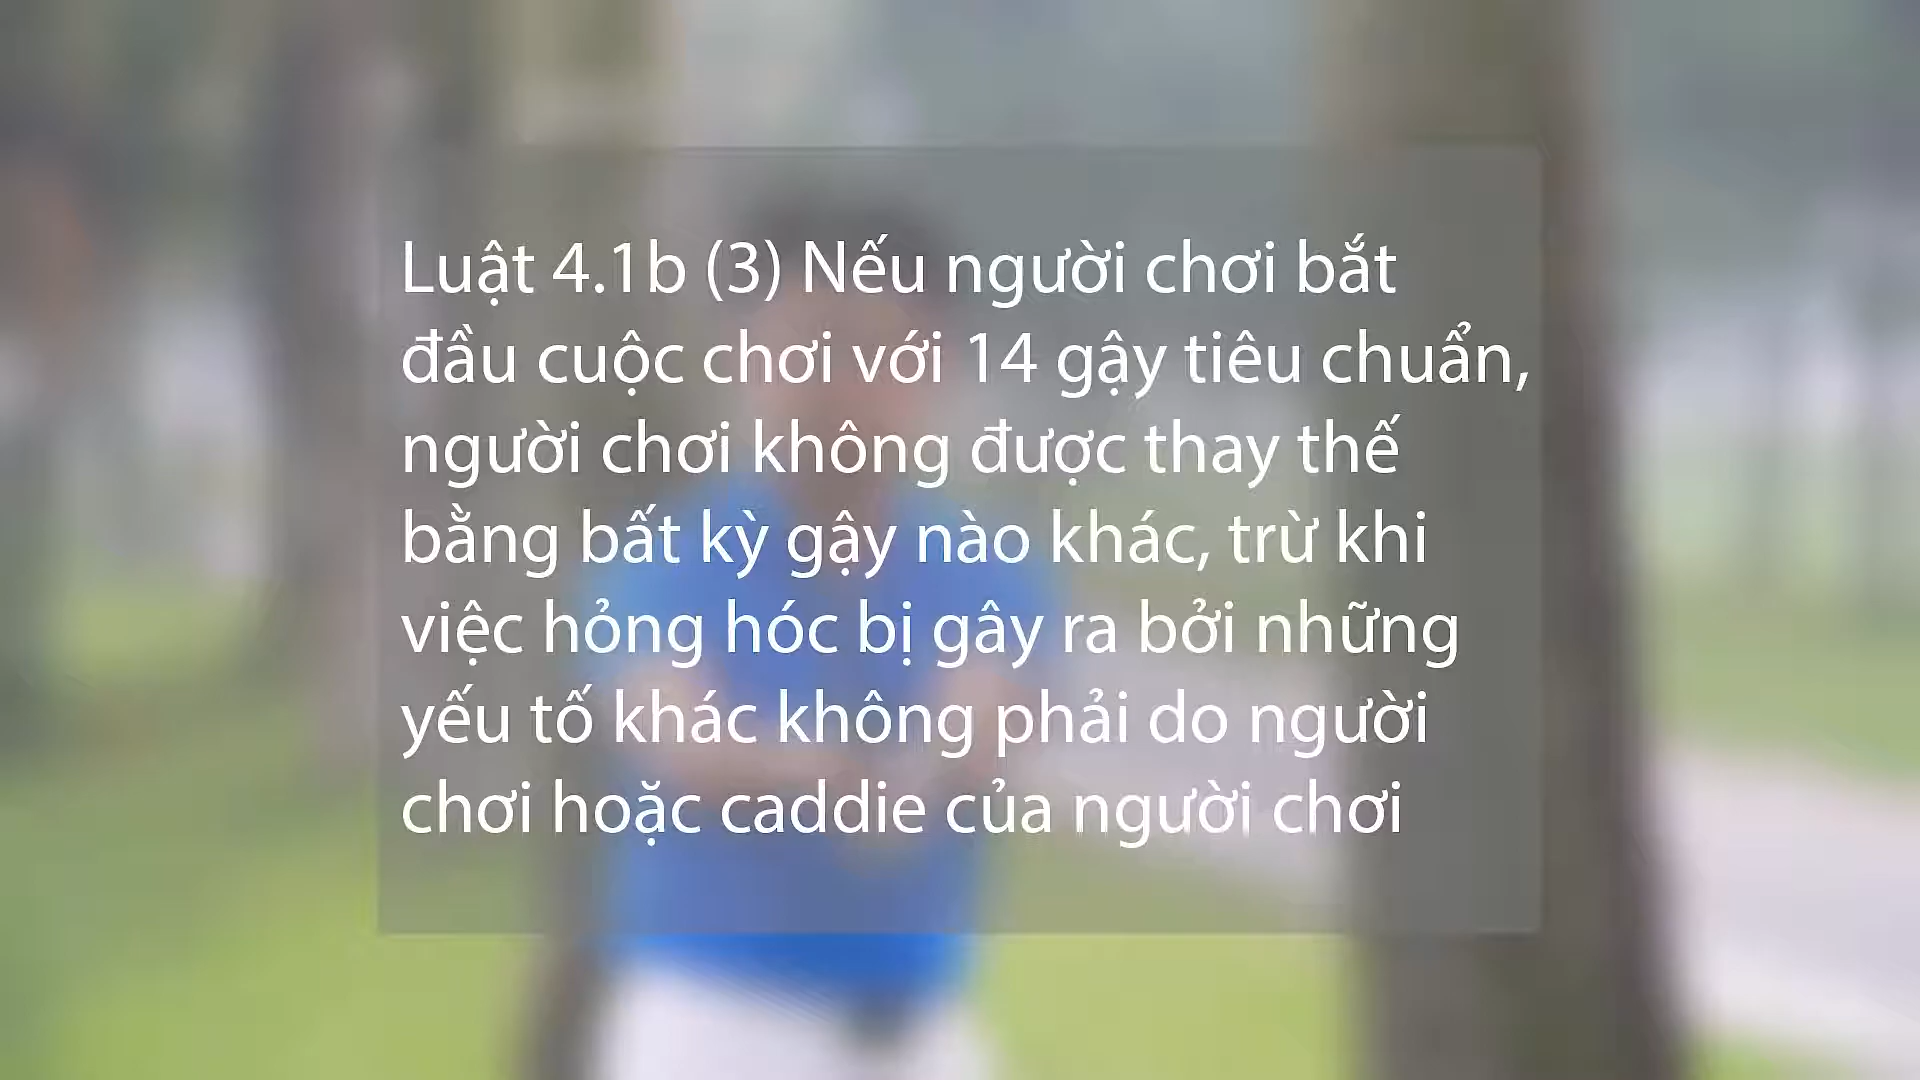 Luật 4.1b (3) Nếu người chơi bắt
đầu cuộc chơi với 14 gậy tiêu chuẩn,
người chơi không được thay thế
bằng bất kỳ gậy nào khác, trừ khi
việc hỏng hóc bị gây ra bởi những
yếu tố khác không phải do người
chơi hoặc caddie của người chơi